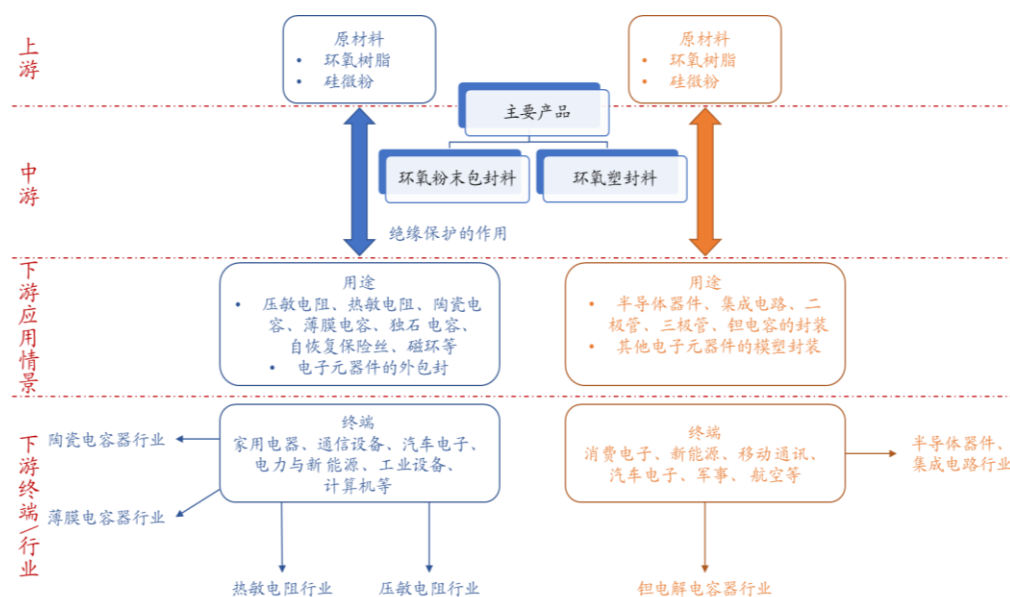 上游
原材料
• 环氧树脂
• 硅微粉
原材料
• 环氧树脂
• 硅微粉
中游
主要产品
环氧粉末包封料
环氧塑封料
绝缘保护的作用
下游应用情景
用途
• 压敏电阻、热敏电阻、陶瓷电
容、薄膜电容、独石 电容、
自恢复保险丝、磁环等
• 电子元器件的外包封
用途
• 半导体器件、集成电路、二
极管、三极管、钽电容的封装
• 其他电子元器件的模塑封装
下游终端/行业
终端
家用电器、通信设备、汽车电子、
电力与新 能源、工业设备、
计算机等
终端
消费电子、新能源、移动通讯、
汽车电子、军事、 航空等
陶瓷电容器行业
薄膜电容器行业
热敏电阻行业
压敏电阻行业
半导体器件、
集成电路行业
钽电解电容器行业